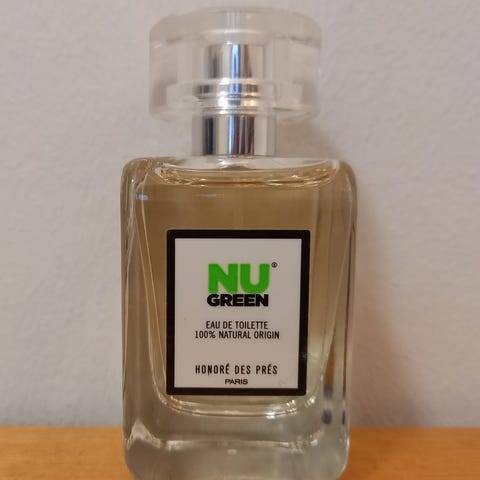 NU®
GREEN
EAU DE TOILETTE
100% NATURAL ORIGIN
HONORÉ DES PRÉS
PARIS